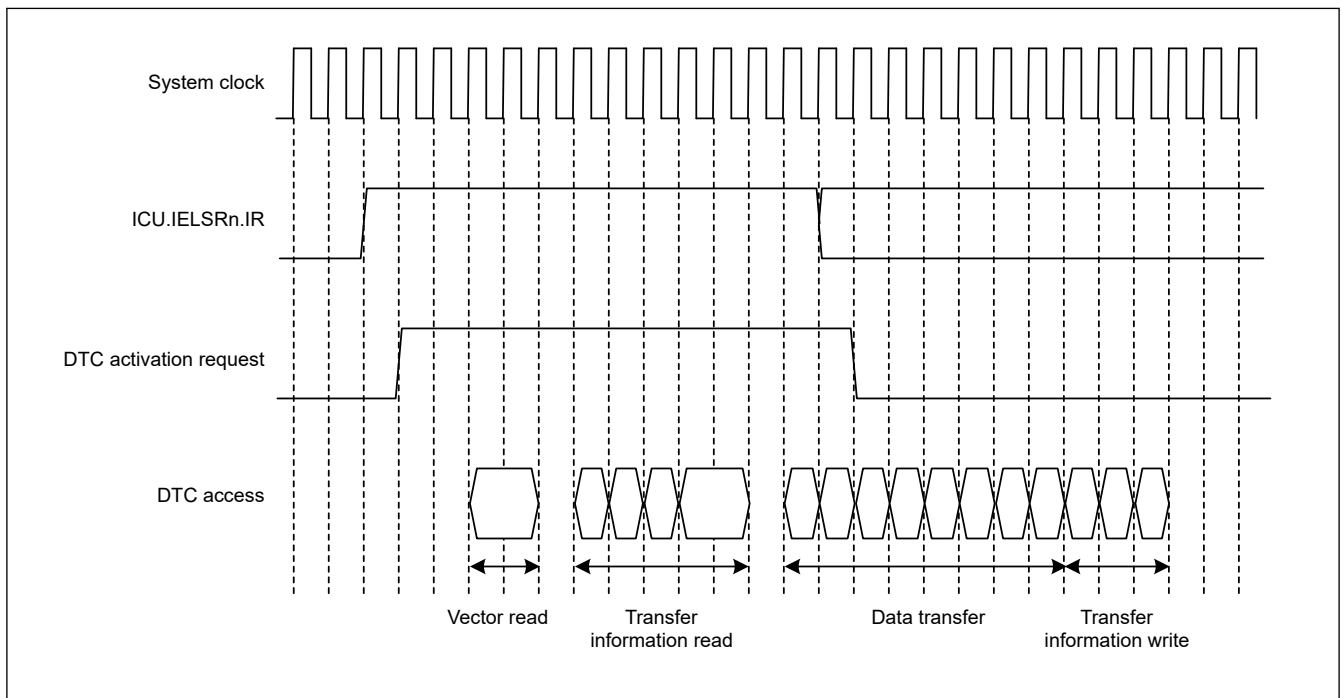 System clock
ICU.IELSRn.IR
DTC activation request
DTC access
Vector read
Transfer
information read
Data transfer
Transfer
information write